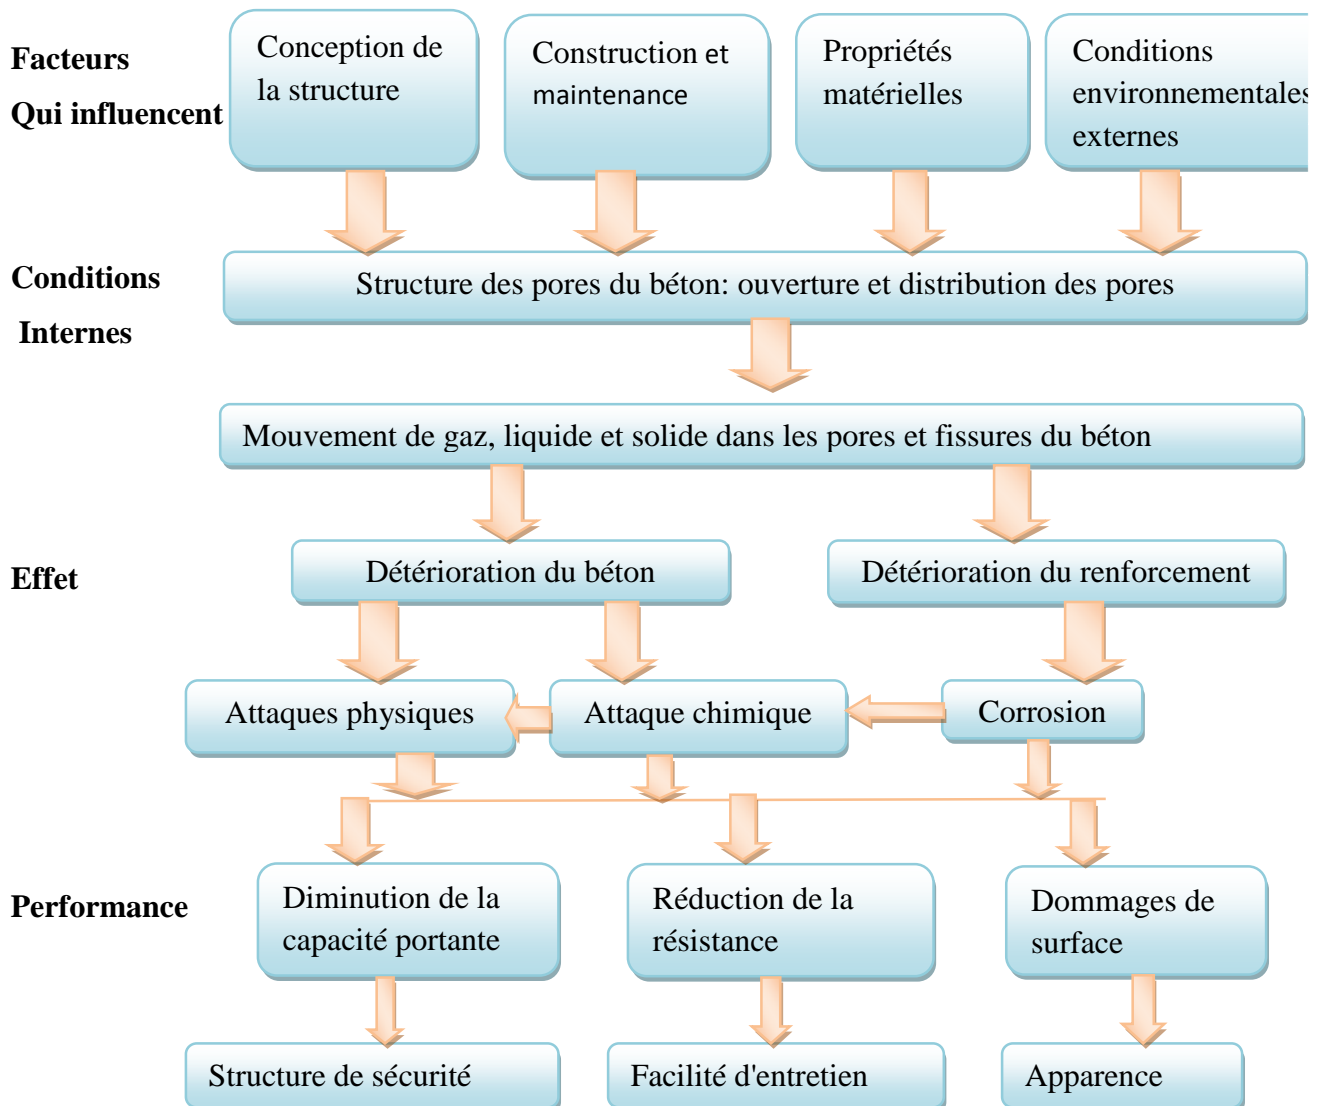 Facteurs
Qui influencent
Conception de
la structure
Construction et
maintenance
Propriétés
matérielles
Conditions
environnementales
externes
Conditions
Internes
Structure des pores du béton: ouverture et distribution des pores
Mouvement de gaz, liquide et solide dans les pores et fissures du béton
Effet
Détérioration du béton
Détérioration du renforcement
Attaques physiques
Attaque chimique
Corrosion
Performance
Diminution de la
capacité portante
Réduction de la
résistance
Dommages de
surface
Structure de sécurité
Facilité d'entretien
Apparence